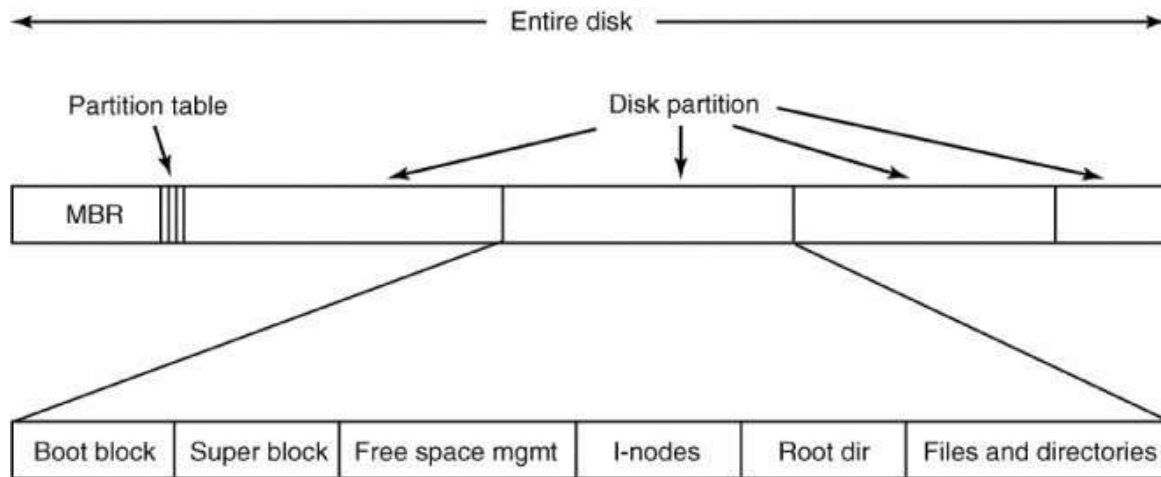 Entire disk
Partition table
Disk partition
MBR
Boot block
Super block
Free space mgmt
I-nodes
Root dir
Files and directories